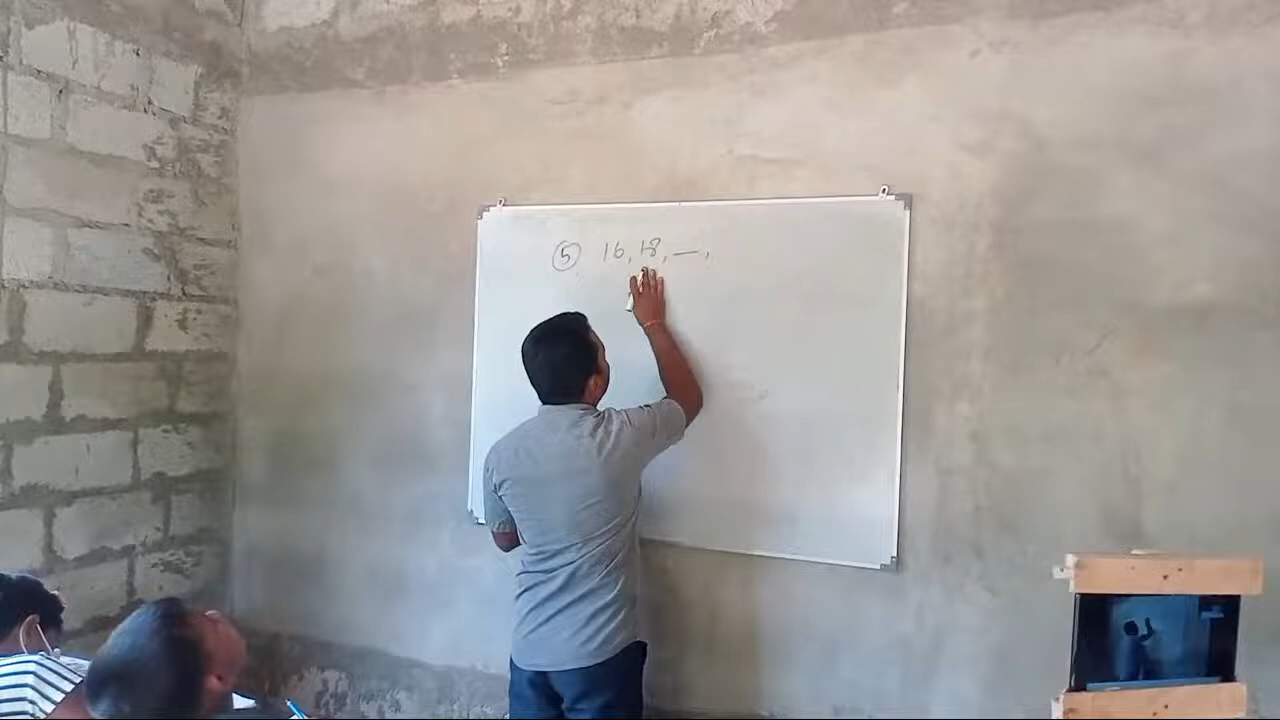 ⑤ 16, 18, —,